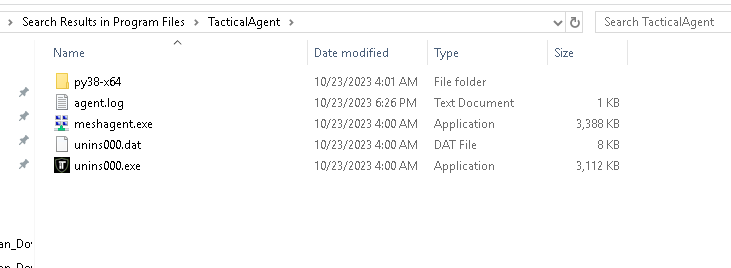 Search Results in Program Files > TacticalAgent Search TacticalAgent
Name Date modified Type Size
py38-x64 10/23/2023 4:01 AM File folder
agent.log 10/23/2023 6:26 PM Text Document 1 KB
meshagent.exe 10/23/2023 4:00 AM Application 3,388 KB
unins000.dat 10/23/2023 4:00 AM DAT File 8 KB
unins000.exe 10/23/2023 4:00 AM Application 3,112 KB
an_Dov